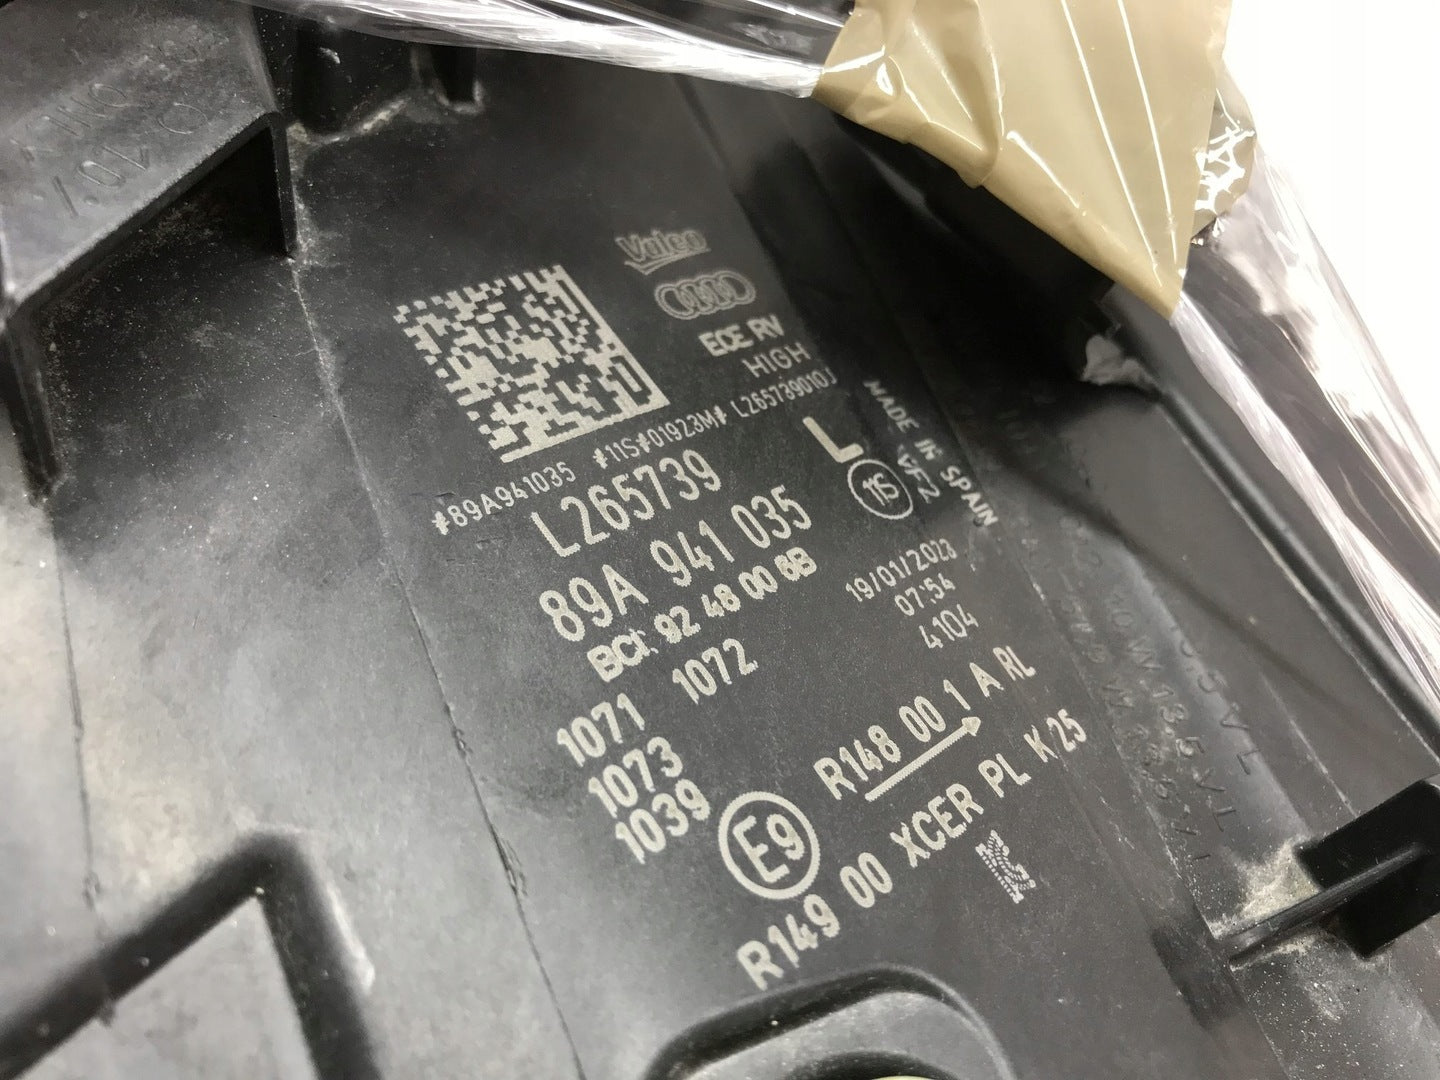 Valeo
ECE RV
HIGH
#89A941035 #11S#01923M# L265739010J
L265739
L
89A 941 035
11S
MADE IN SPAIN
BCI: 92 48 00 6B
19/01/2023
07:54
4104
1071 1072
1073
1039
E9
R148 00 1 A RL
R149 00 XCER PL K 25